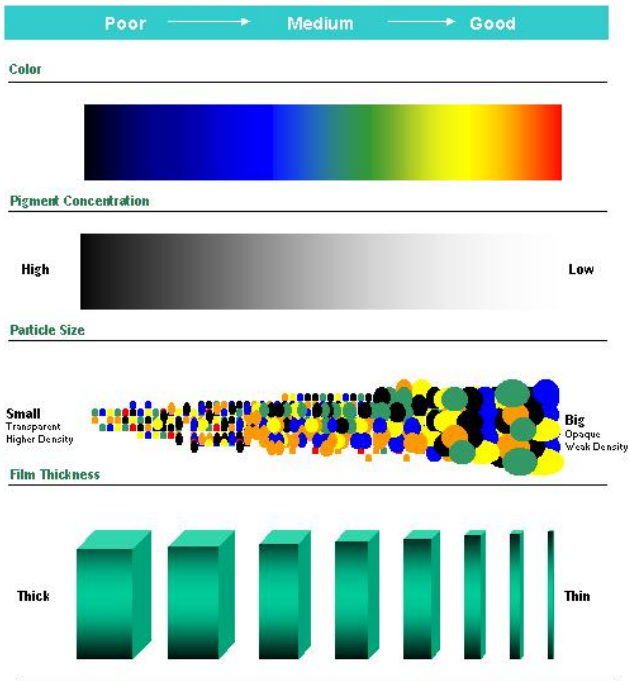 Poor Medium Good
Color
Pigment Concentration
High Low
Particle Size
Small
Transparent
Higher Density
Big
Opaque
Weak Density
Film Thickness
Thick Thin